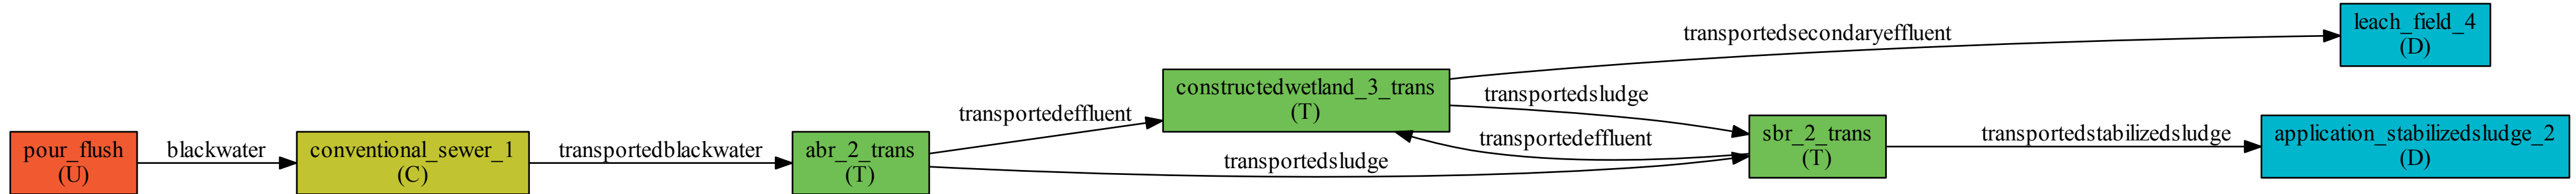 pour_flush
(U)
blackwater
conventional_sewer_1
(C)
transportedblackwater
abr_2_trans
(T)
transportedeffluent
transportedsludge
constructedwetland_3_trans
(T)
transportedsecondaryeffluent
transportedsludge
transportedeffluent
sbr_2_trans
(T)
transportedstabilizedsludge
leach_field_4
(D)
application_stabilizedsludge_2
(D)